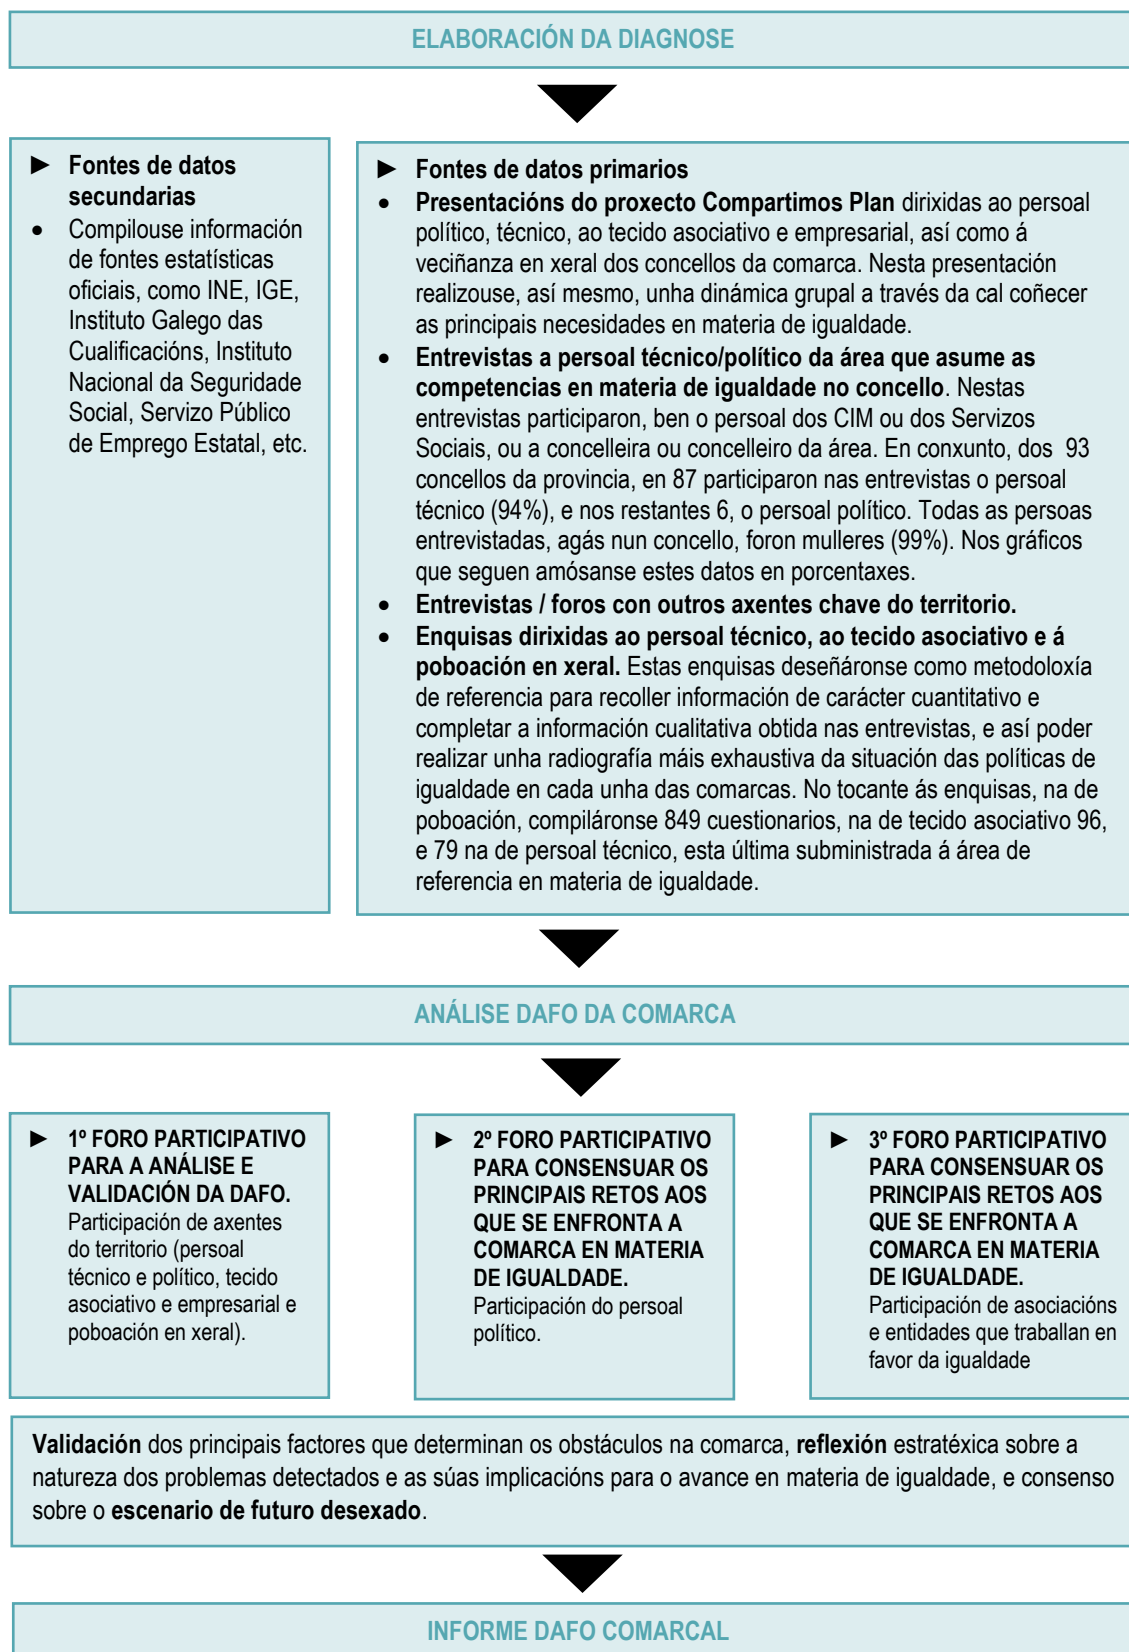 ELABORACIÓN DA DIAGNOSE
► Fontes de datos
secundarias
• Compilouse información
de fontes estatísticas
oficiais, como INE, IGE,
Instituto Galego das
Cualificacións, Instituto
Nacional da Seguridade
Social, Servizo Público
de Emprego Estatal, etc.
► Fontes de datos primarios
• Presentacións do proxecto Compartimos Plan dirixidas ao persoal
político, técnico, ao tecido asociativo e empresarial, así como á
veciñanza en xeral dos concellos da comarca. Nesta presentación
realizouse, así mesmo, unha dinámica grupal a través da cal coñecer
as principais necesidades en materia de igualdade.
• Entrevistas a persoal técnico/político da área que asume as
competencias en materia de igualdade no concello. Nestas
entrevistas participaron, ben o persoal dos CIM ou dos Servizos
Sociais, ou a concelleira ou concelleiro da área. En conxunto, dos 93
concellos da provincia, en 87 participaron nas entrevistas o persoal
técnico (94%), e nos restantes 6, o persoal político. Todas as persoas
entrevistadas, agás nun concello, foron mulleres (99%). Nos gráficos
que seguen amósanse estes datos en porcentaxes.
• Entrevistas / foros con outros axentes chave do territorio.
• Enquisas dirixidas ao persoal técnico, ao tecido asociativo e á
poboación en xeral. Estas enquisas deseñáronse como metodoloxía
de referencia para recoller información de carácter cuantitativo e
completar a información cualitativa obtida nas entrevistas, e así poder
realizar unha radiografía máis exhaustiva da situación das políticas de
igualdade en cada unha das comarcas. No tocante ás enquisas, na de
poboación, compiláronse 849 cuestionarios, na de tecido asociativo 96,
e 79 na de persoal técnico, esta última subministrada á área de
referencia en materia de igualdade.
ANÁLISE DAFO DA COMARCA
► 1º FORO PARTICIPATIVO
PARA A ANÁLISE E
VALIDACIÓN DA DAFO.
Participación de axentes
do territorio (persoal
técnico e político, tecido
asociativo e empresarial e
poboación en xeral).
► 2º FORO PARTICIPATIVO
PARA CONSENSUAR OS
PRINCIPAIS RETOS AOS
QUE SE ENFRONTA A
COMARCA EN MATERIA
DE IGUALDADE.
Participación do persoal
político.
► 3º FORO PARTICIPATIVO
PARA CONSENSUAR OS
PRINCIPAIS RETOS AOS
QUE SE ENFRONTA A
COMARCA EN MATERIA
DE IGUALDADE.
Participación de asociacións
e entidades que traballan en
favor da igualdade
Validación dos principais factores que determinan os obstáculos na comarca, reflexión estratéxica sobre a
natureza dos problemas detectados e as súas implicacións para o avance en materia de igualdade, e consenso
sobre o escenario de futuro desexado.
INFORME DAFO COMARCAL